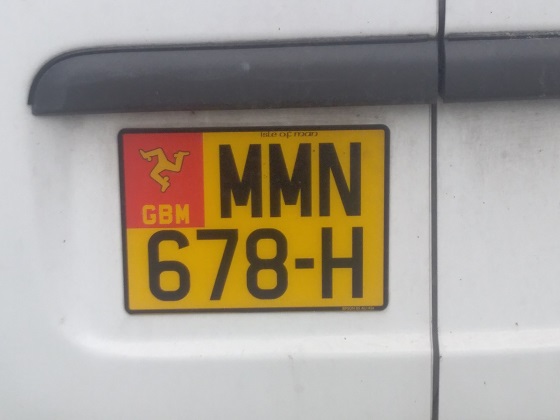 Isle of Man
GBM
MMN
678-H